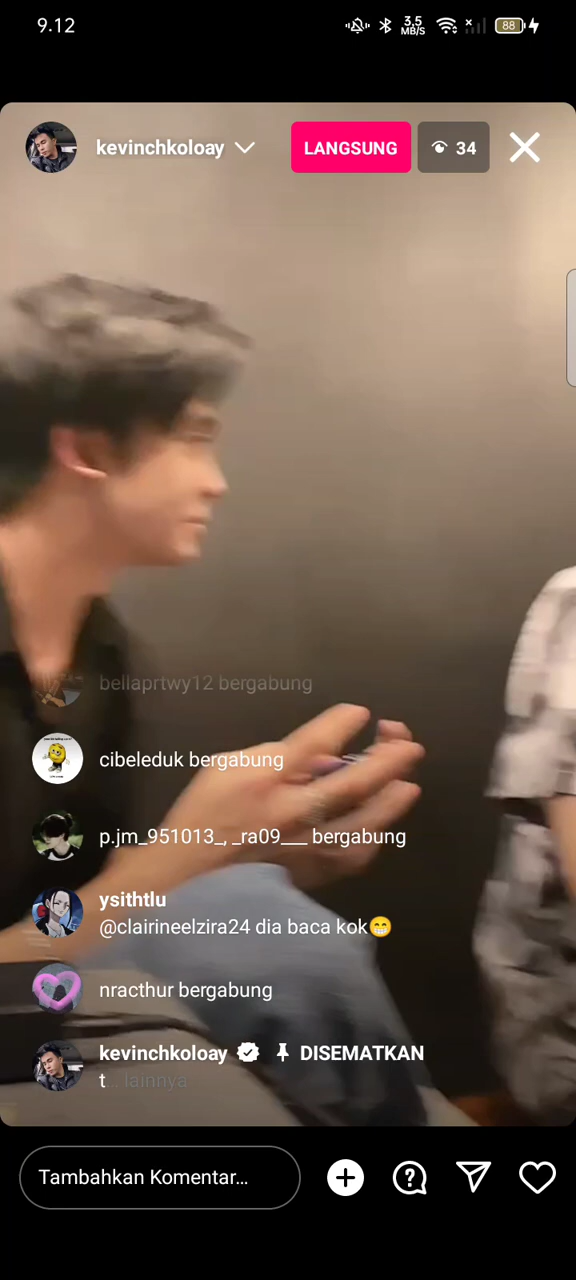 9.12
3,5
MB/S
88
kevinchkoloay
LANGSUNG
34
bellaprtwy12 bergabung
cibeleduk bergabung
p.jm_951013_, _ra09___ bergabung
ysithtlu
@clairineelzira24 dia baca kok😁
nracthur bergabung
kevinchkoloay DISEMATKAN
t... lainnya
Tambahkan Komentar...